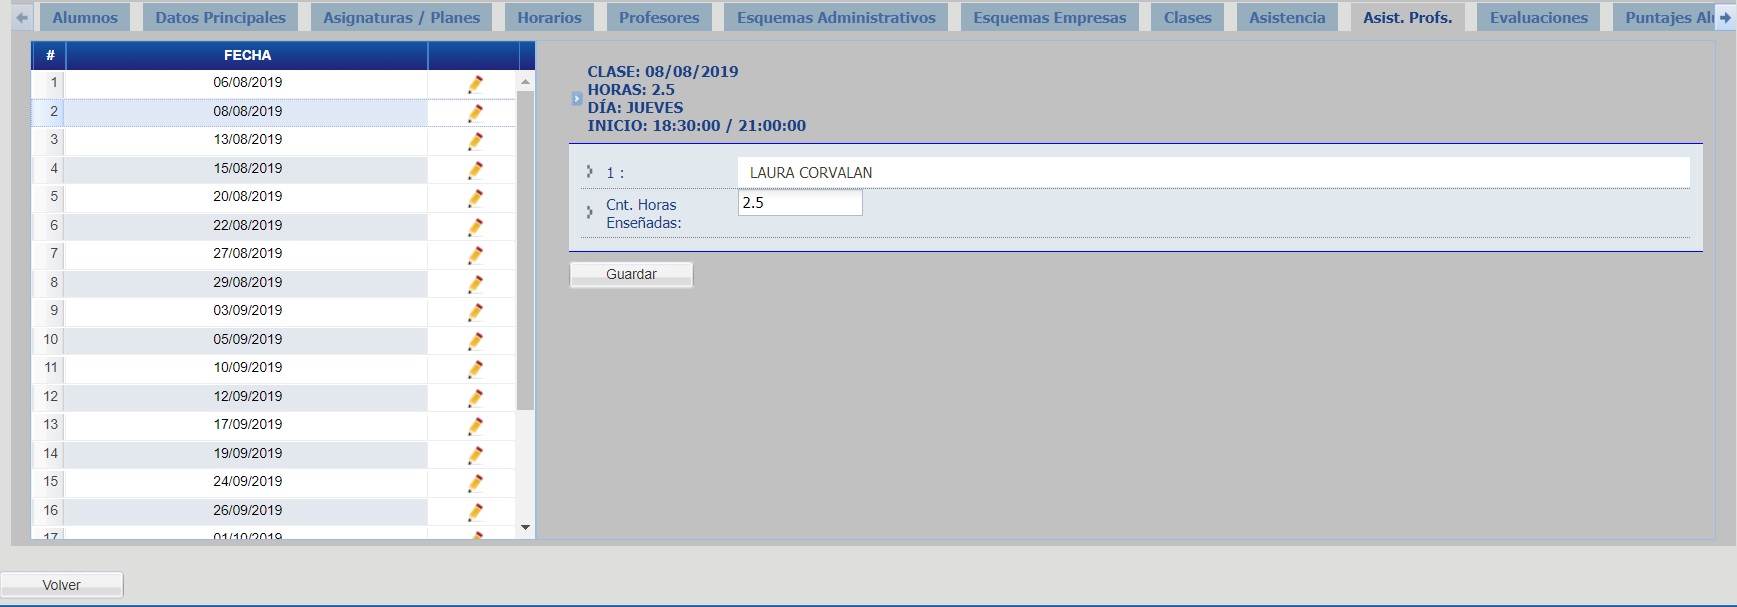 Alumnos
Datos Principales
Asignaturas / Planes
Horarios
Profesores
Esquemas Administrativos
Esquemas Empresas
Clases
Asistencia
Asist. Profs.
Evaluaciones
Puntajes
# FECHA
1 06/08/2019
2 08/08/2019
3 13/08/2019
4 15/08/2019
5 20/08/2019
6 22/08/2019
7 27/08/2019
8 29/08/2019
9 03/09/2019
10 05/09/2019
11 10/09/2019
12 12/09/2019
13 17/09/2019
14 19/09/2019
15 24/09/2019
16 26/09/2019
17 01/10/2019
CLASE: 08/08/2019
HORAS: 2.5
DÍA: JUEVES
INICIO: 18:30:00 / 21:00:00
1 : LAURA CORVALAN
Cnt. Horas
Enseñadas:
2.5
Guardar
Volver